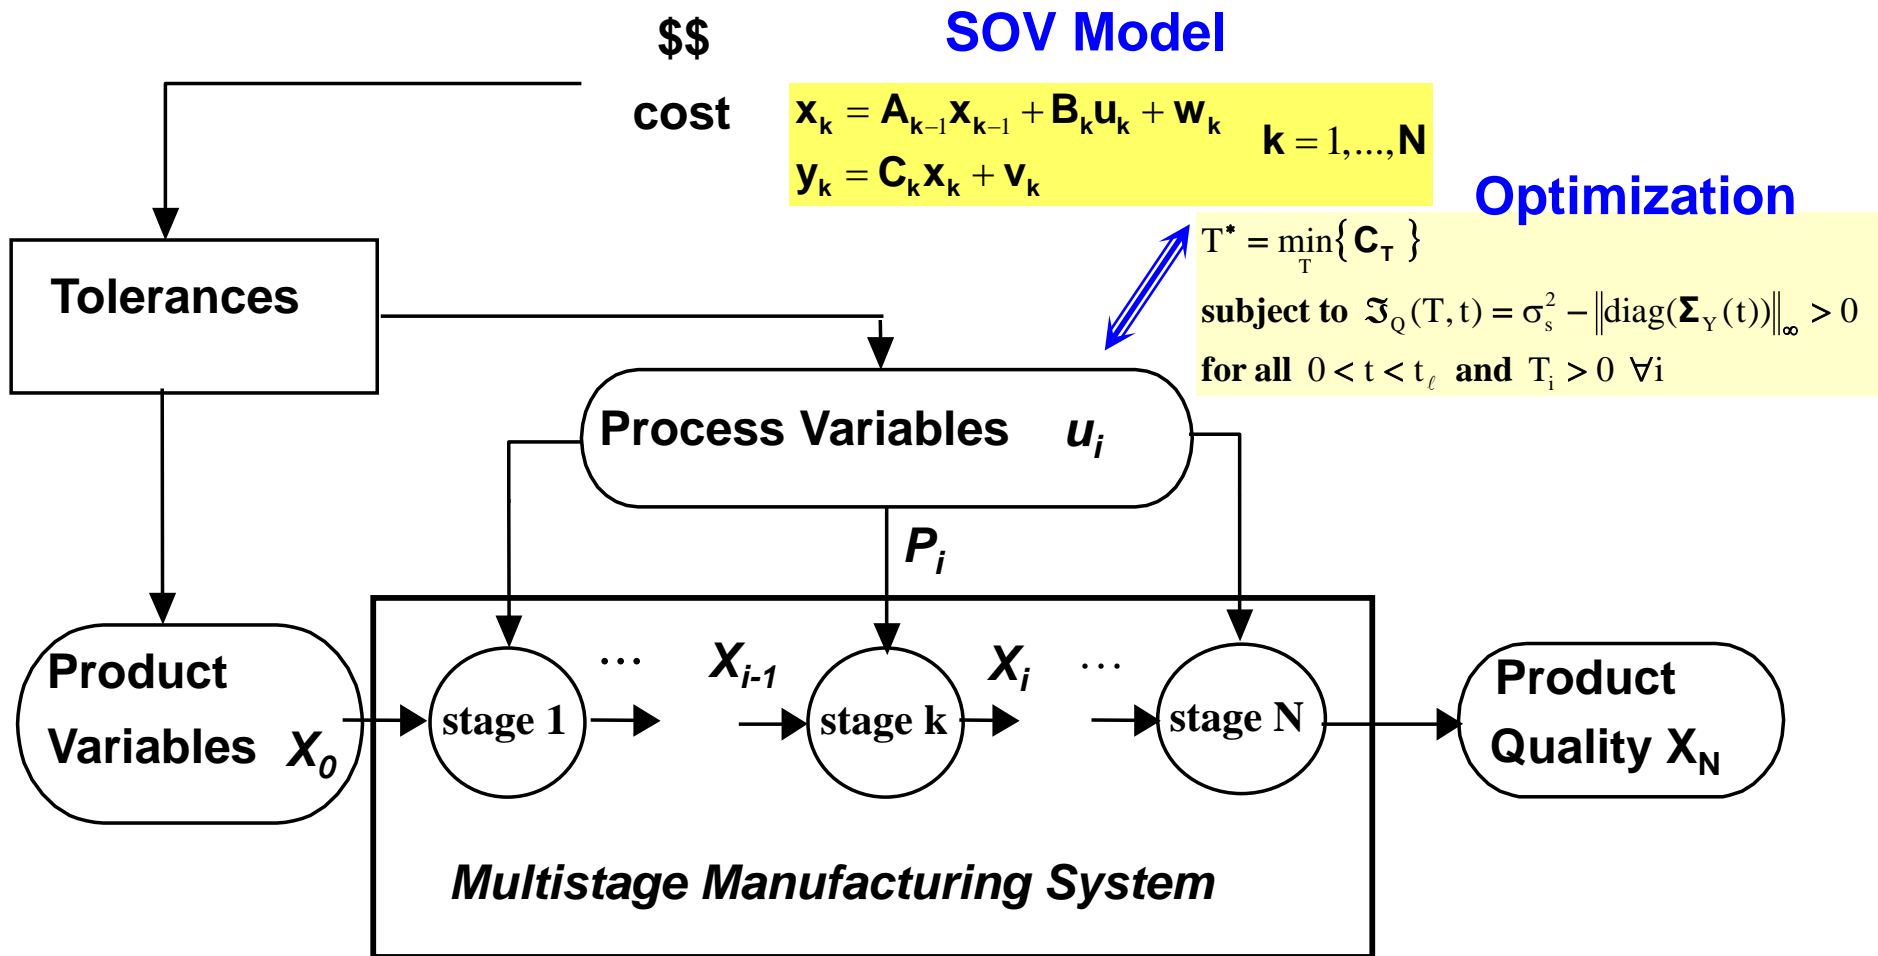 $$
cost
SOV Model
x_k = A_{k-1}x_{k-1} + B_k u_k + w_k
y_k = C_k x_k + v_k
k = 1,...,N
Optimization
T* = min_T{ C_T }
subject to ℑ_Q(T, t) = σ_s^2 − ‖diag(Σ_Y(t))‖_∞ > 0
for all 0 < t < t_ℓ and T_i > 0 ∀i
Tolerances
Process Variables u_i
P_i
Product
Variables X_0
stage 1
...
X_{i-1}
stage k
X_i
...
stage N
Product
Quality X_N
Multistage Manufacturing System